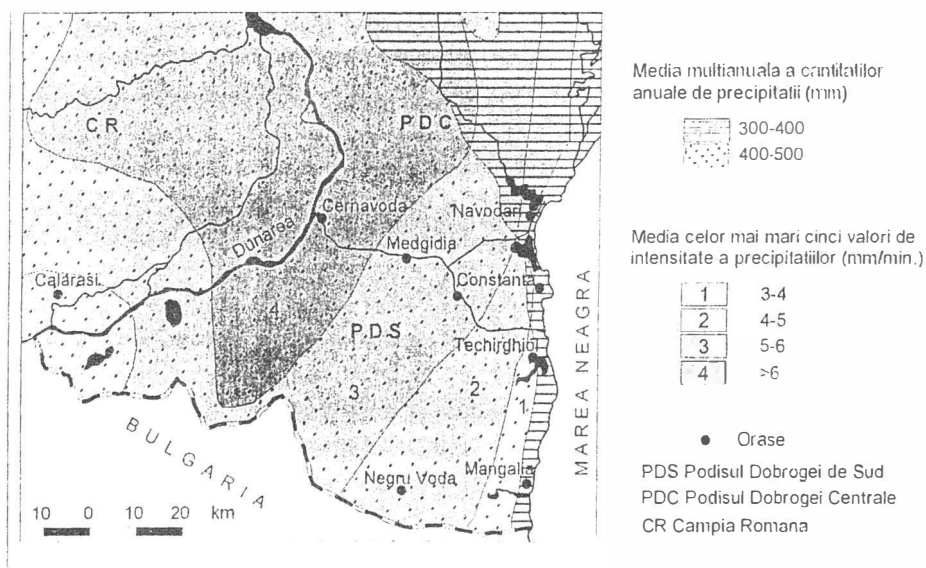 CR
PDC
Cernavoda
Navodari
Dunarea
Medgidia
Calarasi
Constanta
4
PDS
Techirghiol
3
2
1
MAREA NEAGRA
BULGARIA
Negru Voda
Mangalia
10 0 10 20 km
Media multianuala a cantitatilor
anuale de precipitatii (mm)
300-400
400-500
Media celor mai mari cinci valori de
intensitate a precipitatiilor (mm/min.)
1 3-4
2 4-5
3 5-6
4 >6
Orase
PDS Podisul Dobrogei de Sud
PDC Podisul Dobrogei Centrale
CR Campia Romana